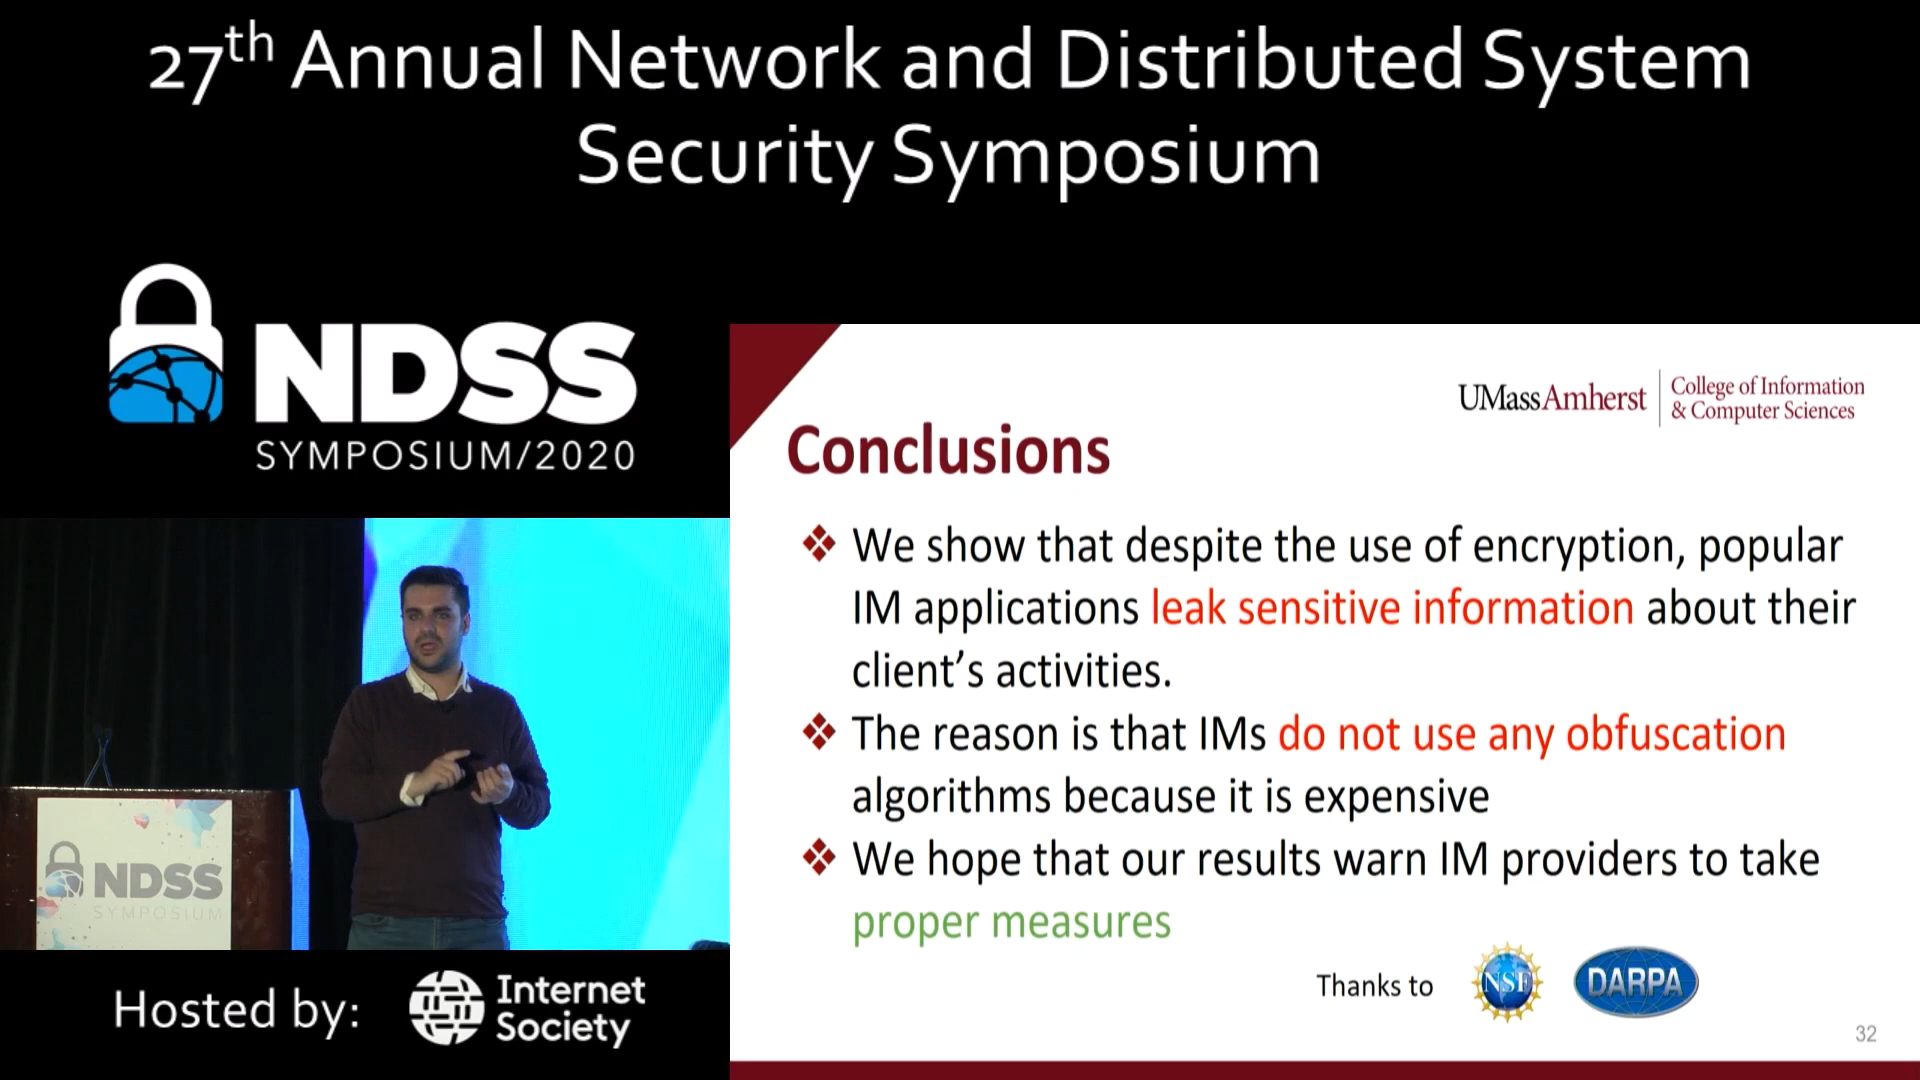 27th Annual Network and Distributed System
Security Symposium
NDSS
SYMPOSIUM/2020
UMassAmherst
College of Information
& Computer Sciences
Conclusions
❖ We show that despite the use of encryption, popular
IM applications leak sensitive information about their
client’s activities.
❖ The reason is that IMs do not use any obfuscation
algorithms because it is expensive
❖ We hope that our results warn IM providers to take
proper measures
Thanks to
NSF
DARPA
32
NDSS
SYMPOSIUM
Hosted by:
Internet
Society